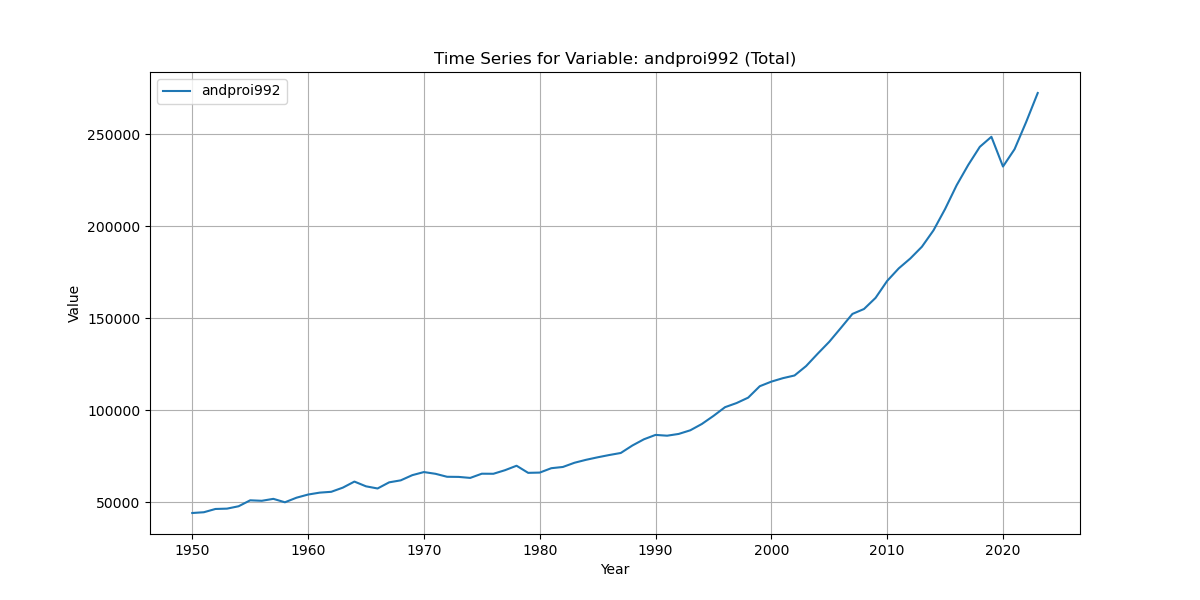 Time Series for Variable: andproi992 (Total)
andproi992
Value
250000
200000
150000
100000
50000
1950 1960 1970 1980 1990 2000 2010 2020
Year